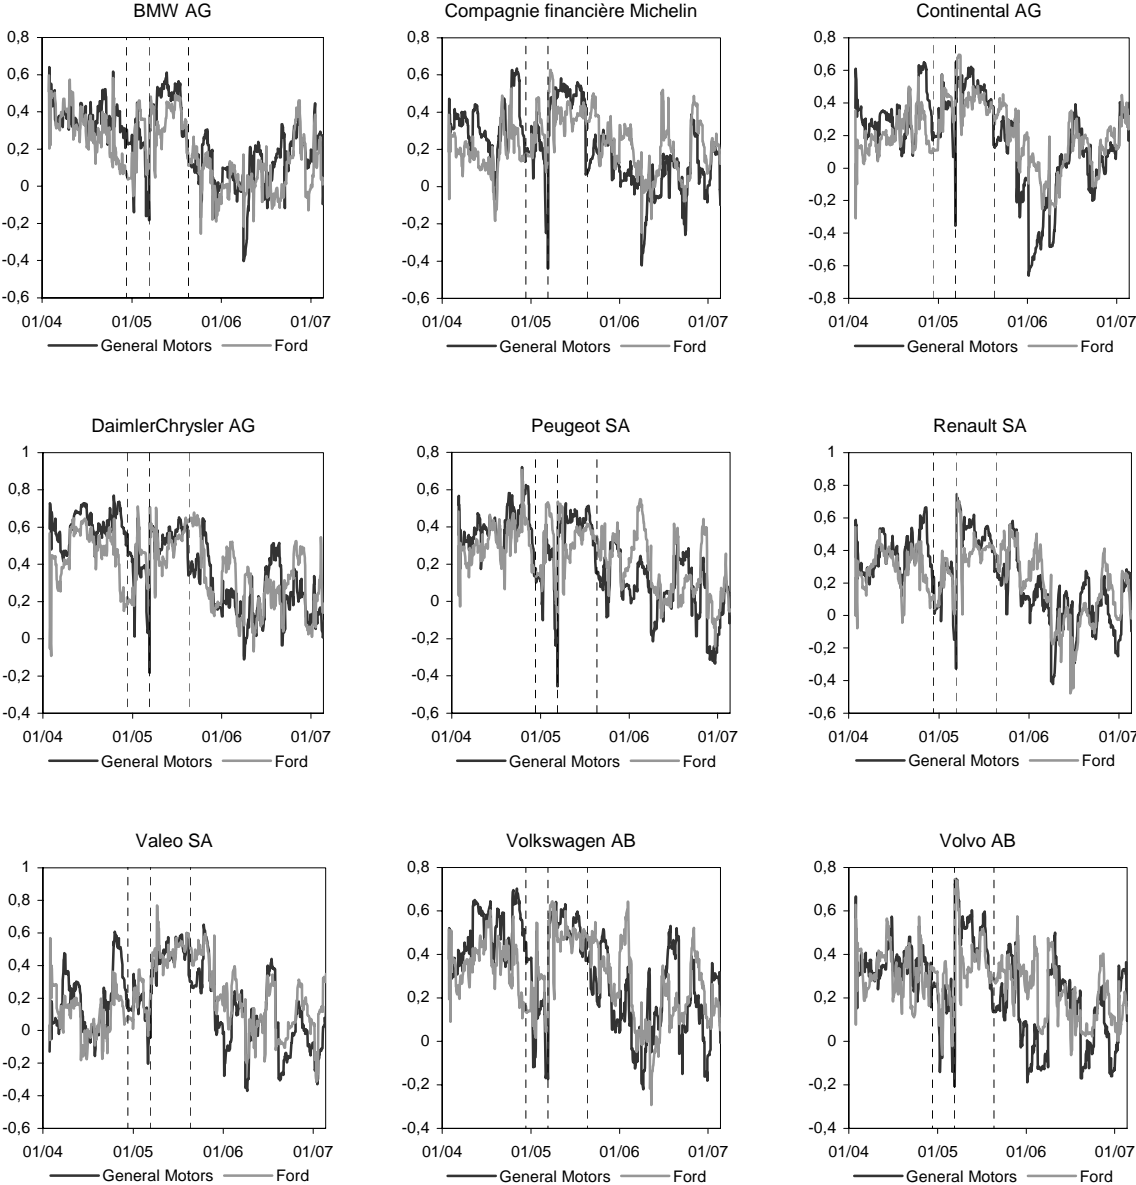 BMW AG
Compagnie financière Michelin
Continental AG
0,8
0,6
0,4
0,2
0
-0,2
-0,4
-0,6
01/04 01/05 01/06 01/07
General Motors Ford
0,8
0,6
0,4
0,2
0
-0,2
-0,4
-0,6
01/04 01/05 01/06 01/07
General Motors Ford
0,8
0,6
0,4
0,2
0
-0,2
-0,4
-0,6
-0,8
01/04 01/05 01/06 01/07
General Motors Ford
DaimlerChrysler AG
Peugeot SA
Renault SA
1
0,8
0,6
0,4
0,2
0
-0,2
-0,4
01/04 01/05 01/06 01/07
General Motors Ford
0,8
0,6
0,4
0,2
0
-0,2
-0,4
-0,6
01/04 01/05 01/06 01/07
General Motors Ford
1
0,8
0,6
0,4
0,2
0
-0,2
-0,4
-0,6
01/04 01/05 01/06 01/07
General Motors Ford
Valeo SA
Volkswagen AB
Volvo AB
1
0,8
0,6
0,4
0,2
0
-0,2
-0,4
-0,6
01/04 01/05 01/06 01/07
General Motors Ford
0,8
0,6
0,4
0,2
0
-0,2
-0,4
01/04 01/05 01/06 01/07
General Motors Ford
0,8
0,6
0,4
0,2
0
-0,2
-0,4
01/04 01/05 01/06 01/07
General Motors Ford